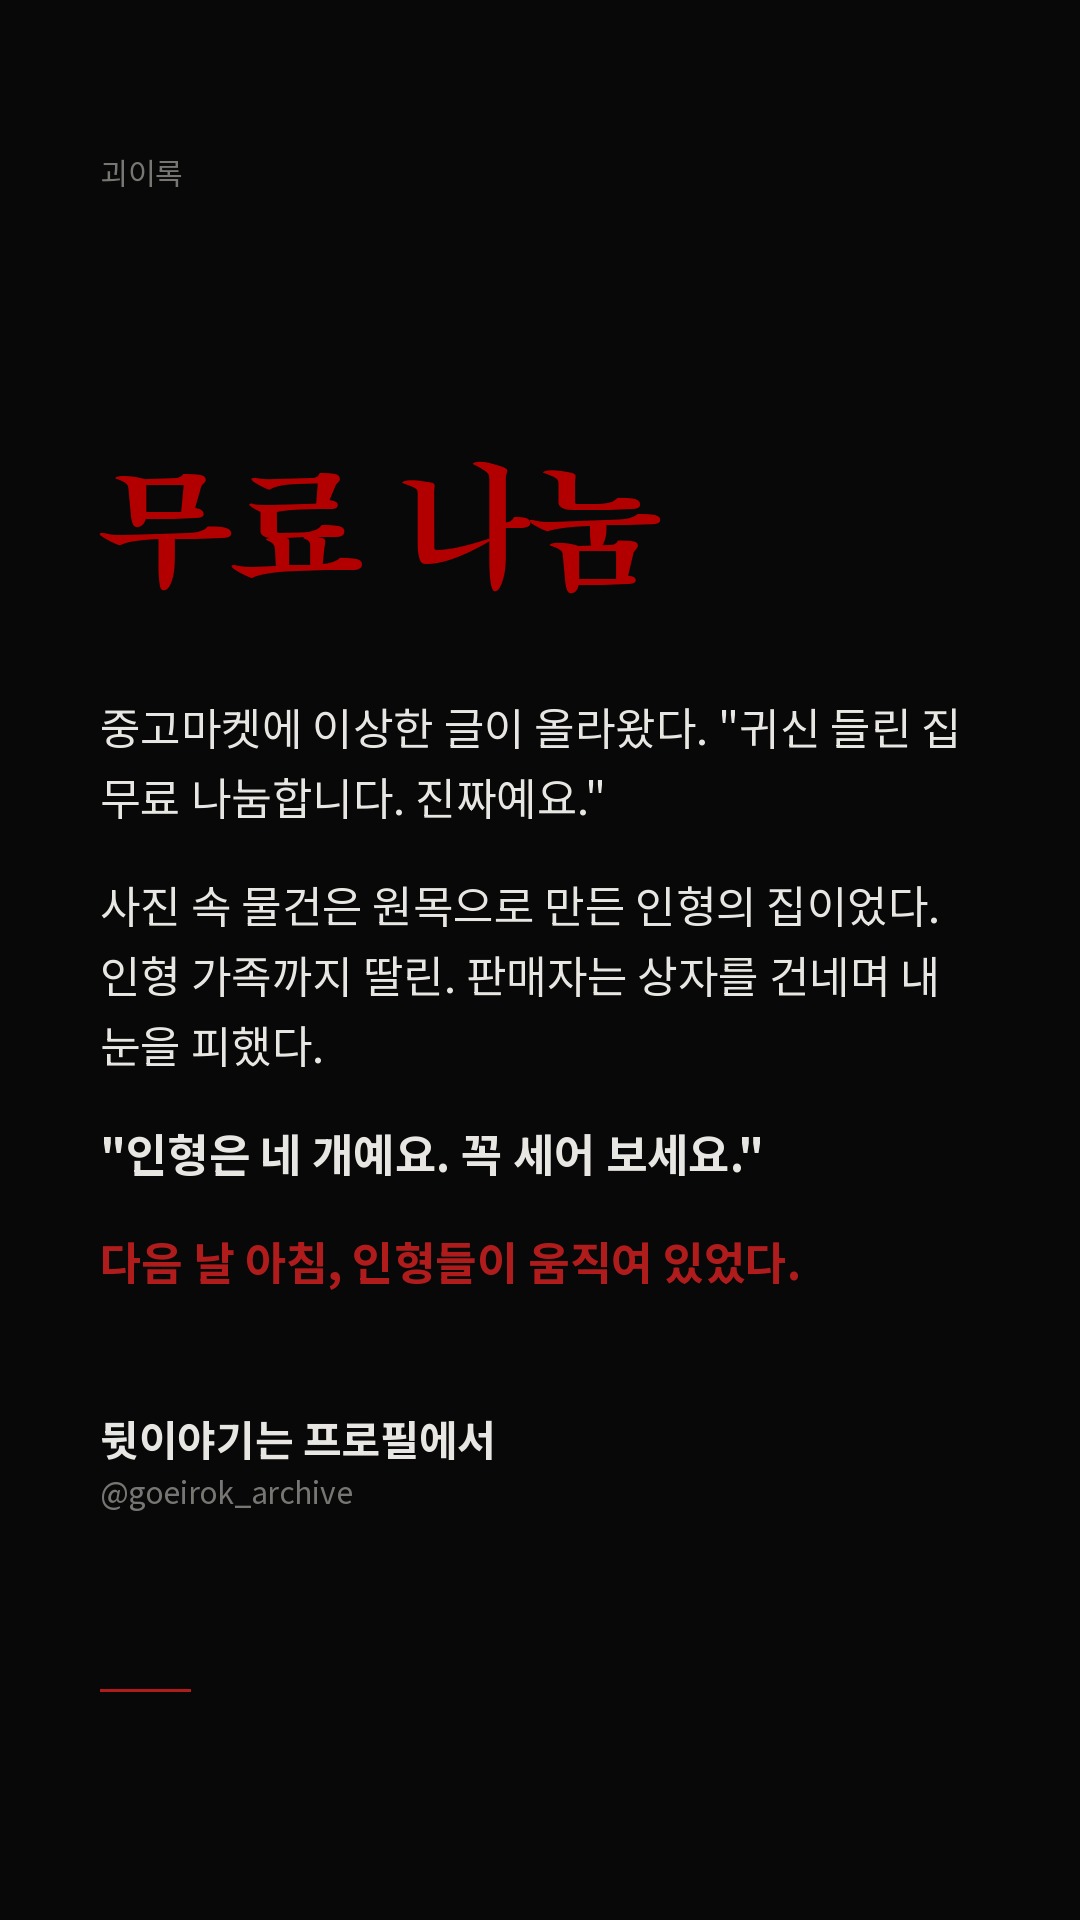 괴이록
무료 나눔
중고마켓에 이상한 글이 올라왔다. "귀신 들린 집
무료 나눔합니다. 진짜예요."
사진 속 물건은 원목으로 만든 인형의 집이었다.
인형 가족까지 딸린. 판매자는 상자를 건네며 내
눈을 피했다.
"인형은 네 개예요. 꼭 세어 보세요."
다음 날 아침, 인형들이 움직여 있었다.
뒷이야기는 프로필에서
@goeirok_archive